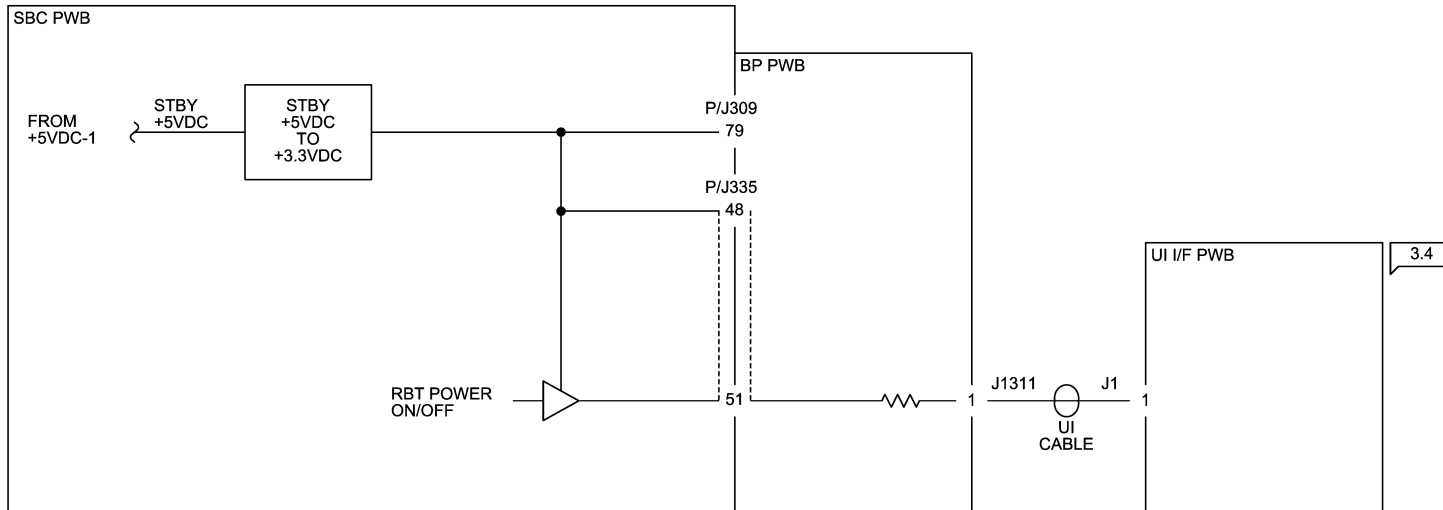 SBC PWB
BP PWB
FROM
+5VDC-1
STBY
+5VDC
STBY
+5VDC
TO
+3.3VDC
P/J309
79
P/J335
48
UI I/F PWB
3.4
RBT POWER
ON/OFF
51
1
J1311
J1
1
UI
CABLE